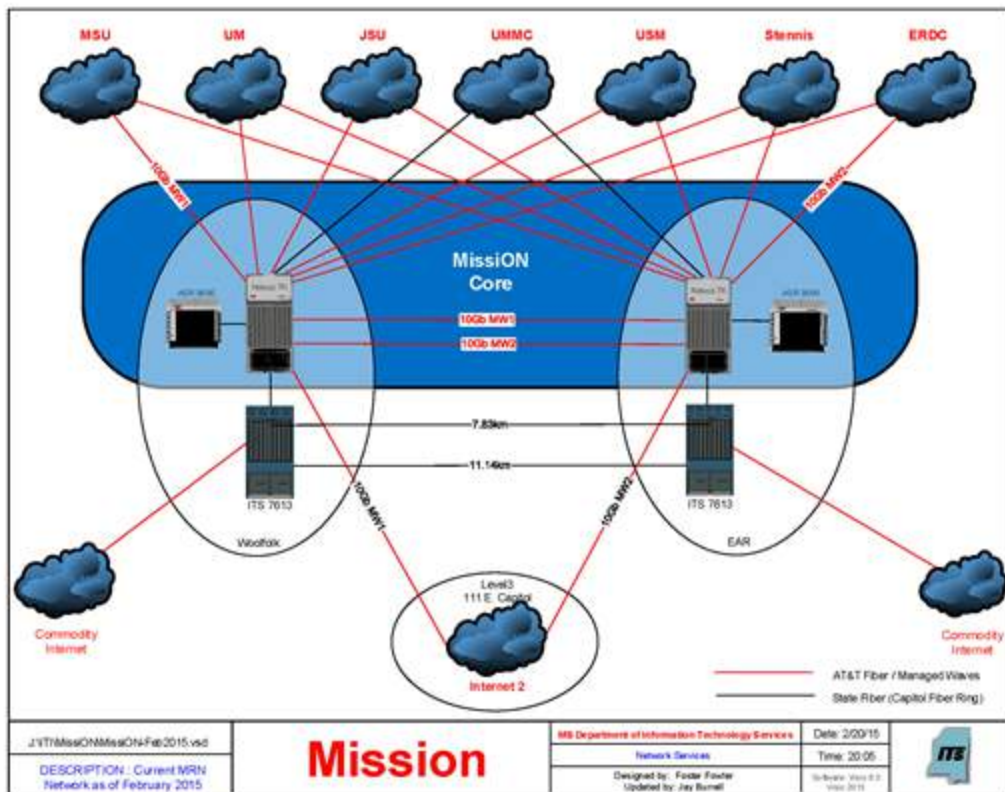 MSU
UM
JSU
UMMC
USM
Stennis
ERDC
10Gb MW1
10Gb MW2
MissiON
Core
Nexus 7K
Nexus 7K
10Gb MW1
10Gb MW2
7.83km
11.14km
ITS 7613
ITS 7613
10Gb MW1
10Gb MW2
Woolfolk
EAR
Level3
111 E. Capitol
Commodity
Internet
Internet 2
Commodity
Internet
AT&T Fiber / Managed Waves
State Fiber (Capitol Fiber Ring)
DESCRIPTION : Current MRN
Network as of February 2015
Mission
MS Department of Information Technology Services
Network Services
Designed by: Foster Fowler
Updated by: Jay Burrell
Date: 2/20/15
Time: 20:05
ITS